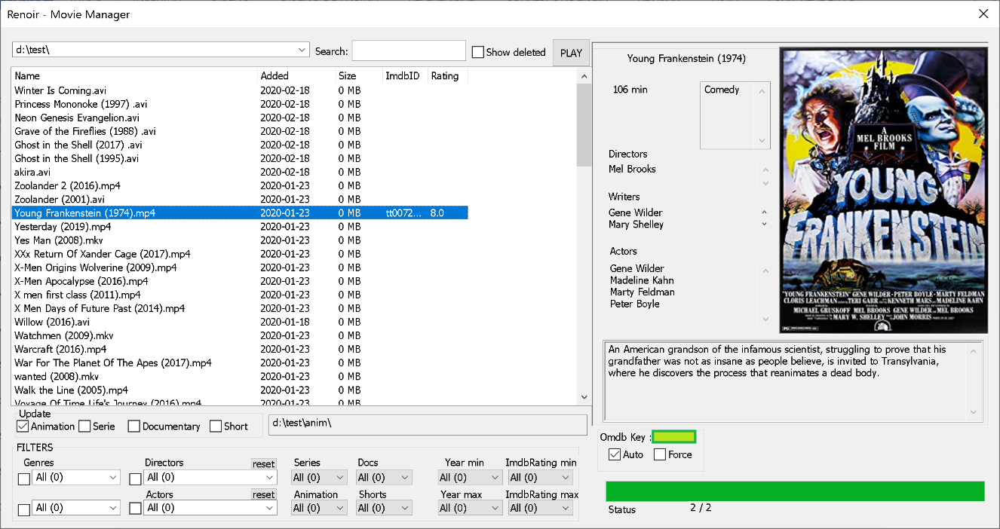 Renoir - Movie Manager
d:\test\
Search:
Show deleted
PLAY
Name Added Size ImdbID Rating
Winter Is Coming.avi 2020-02-18 0 MB
Princess Mononoke (1997) .avi 2020-02-18 0 MB
Neon Genesis Evangelion.avi 2020-02-18 0 MB
Grave of the Fireflies (1988) .avi 2020-02-18 0 MB
Ghost in the Shell (2017) .avi 2020-02-18 0 MB
Ghost in the Shell (1995).avi 2020-02-18 0 MB
akira.avi 2020-02-18 0 MB
Zoolander 2 (2016).mp4 2020-01-23 0 MB
Zoolander (2001).avi 2020-01-23 0 MB
Young Frankenstein (1974).mp4 2020-01-23 0 MB tt0072... 8.0
Yesterday (2019).mp4 2020-01-23 0 MB
Yes Man (2008).mkv 2020-01-23 0 MB
XXx Return Of Xander Cage (2017).mp4 2020-01-23 0 MB
X-Men Origins Wolverine (2009).mp4 2020-01-23 0 MB
X-Men Apocalypse (2016).mp4 2020-01-23 0 MB
X men first class (2011).mp4 2020-01-23 0 MB
X Men Days of Future Past (2014).mp4 2020-01-23 0 MB
Willow (2016).avi 2020-01-18 0 MB
Watchmen (2009).mkv 2020-01-23 0 MB
Warcraft (2016).mp4 2020-01-23 0 MB
War For The Planet Of The Apes (2017).mp4 2020-01-23 0 MB
wanted (2008).mkv 2020-01-23 0 MB
Walk the Line (2005).mp4 2020-01-23 0 MB
Voyage Of Time Life's Journey (2016).mp4 2020-01-23 0 MB
Update
Animation Serie Documentary Short
d:\test\anim\
FILTERS
Genres Directors reset Series Docs Year min ImdbRating min
All (0) All (0) All (0) All (0) All (0) All (0)
Actors reset Animation Shorts Year max ImdbRating max
All (0) All (0) All (0) All (0) All (0) All (0)
Young Frankenstein (1974)
106 min
Comedy
Directors
Mel Brooks
Writers
Gene Wilder
Mary Shelley
Actors
Gene Wilder
Madeline Kahn
Marty Feldman
Peter Boyle
A
MEL BROOKS
FILM
YOUNG
FRANKENSTEIN
"YOUNG FRANKENSTEIN" GENE WILDER·PETER BOYLE·MARTY FELDMAN
CLORIS LEACHMAN TERI GARR KENNETH MARS MADELINE KAHN
MICHAEL GRUSKOFF MEL BROOKS GENE WILDER MEL BROOKS
MARY W. SHELLEY JOHN MORRIS
PG
An American grandson of the infamous scientist, struggling to prove that his
grandfather was not as insane as people believe, is invited to Transylvania,
where he discovers the process that reanimates a dead body.
Omdb Key :
Auto Force
Status 2 / 2